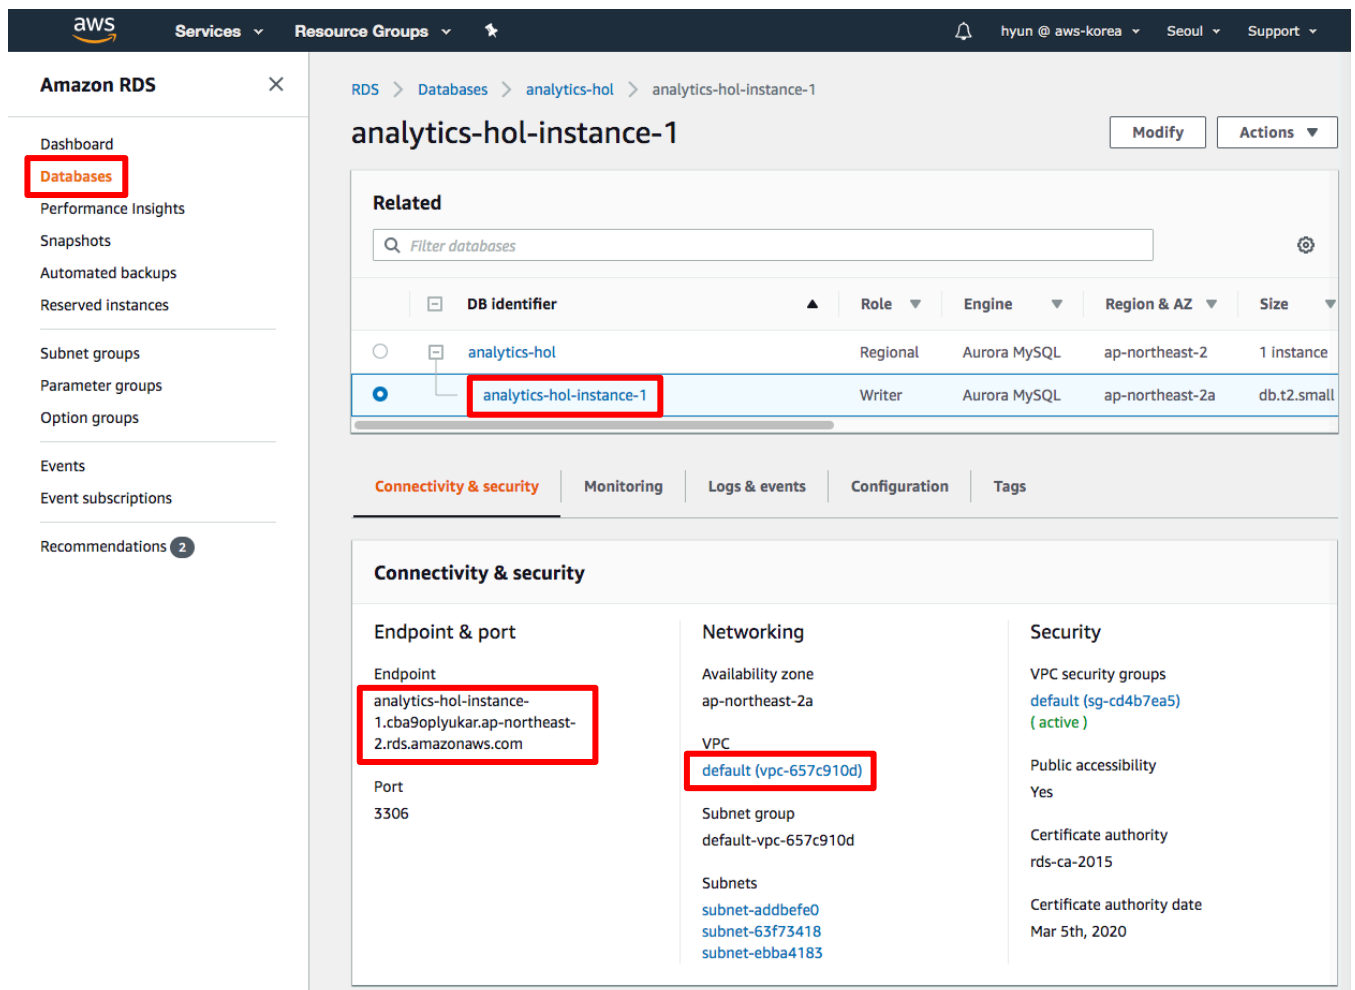 aws Services Resource Groups hyun @ aws-korea Seoul Support
Amazon RDS
Dashboard
Databases
Performance Insights
Snapshots
Automated backups
Reserved instances
Subnet groups
Parameter groups
Option groups
Events
Event subscriptions
Recommendations 2
RDS Databases analytics-hol analytics-hol-instance-1
analytics-hol-instance-1
Modify Actions
Related
Filter databases
DB identifier Role Engine Region & AZ Size
analytics-hol Regional Aurora MySQL ap-northeast-2 1 instance
analytics-hol-instance-1 Writer Aurora MySQL ap-northeast-2a db.t2.small
Connectivity & security Monitoring Logs & events Configuration Tags
Connectivity & security
Endpoint & port
Endpoint
analytics-hol-instance-
1.cba9oplyukar.ap-northeast-
2.rds.amazonaws.com
Port
3306
Networking
Availability zone
ap-northeast-2a
VPC
default (vpc-657c910d)
Subnet group
default-vpc-657c910d
Subnets
subnet-addbefe0
subnet-63f73418
subnet-ebba4183
Security
VPC security groups
default (sg-cd4b7ea5)
( active )
Public accessibility
Yes
Certificate authority
rds-ca-2015
Certificate authority date
Mar 5th, 2020